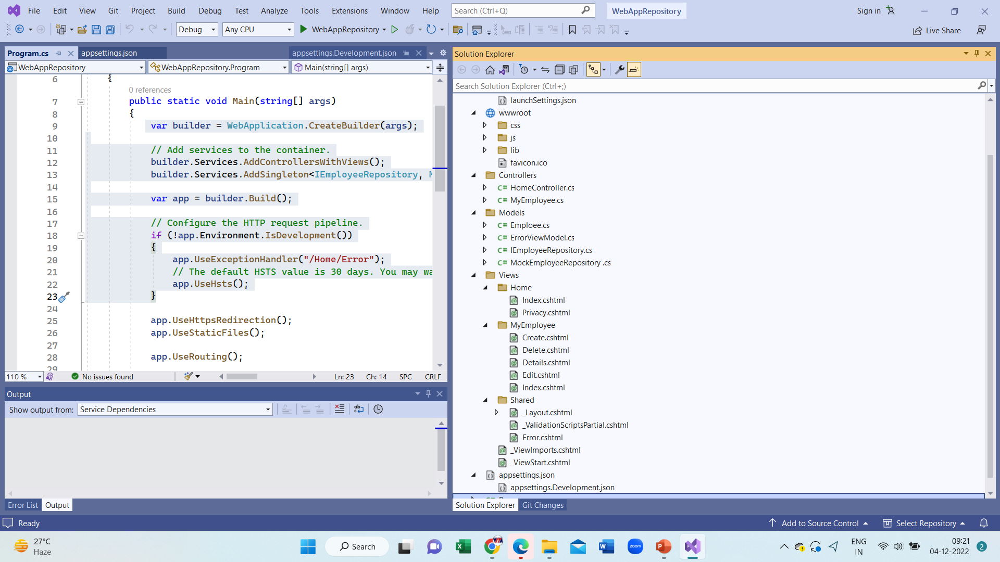 File Edit View Git Project Build Debug Test Analyze Tools Extensions Window Help Search (Ctrl+Q) WebAppRepository Sign in
Debug Any CPU WebAppRepository Live Share
Program.cs appsettings.json appsettings.Development.json
WebAppRepository WebAppRepository.Program Main(string[] args)
6 {
0 references
7 public static void Main(string[] args)
8 {
9 var builder = WebApplication.CreateBuilder(args);
10
11 // Add services to the container.
12 builder.Services.AddControllersWithViews();
13 builder.Services.AddSingleton<IEmployeeRepository, M
14
15 var app = builder.Build();
16
17 // Configure the HTTP request pipeline.
18 if (!app.Environment.IsDevelopment())
19 {
20 app.UseExceptionHandler("/Home/Error");
21 // The default HSTS value is 30 days. You may wa
22 app.UseHsts();
23 }
24
25 app.UseHttpsRedirection();
26 app.UseStaticFiles();
27
28 app.UseRouting();
29
110 % No issues found Ln: 23 Ch: 14 SPC CRLF
Output
Show output from: Service Dependencies
Error List Output
Solution Explorer
Search Solution Explorer (Ctrl+;)
launchSettings.json
wwwroot
css
js
lib
favicon.ico
Controllers
C# HomeController.cs
C# MyEmployee.cs
Models
C# Emploee.cs
C# ErrorViewModel.cs
C# IEmployeeRepository.cs
C# MockEmployeeRepository .cs
Views
Home
Index.cshtml
Privacy.cshtml
MyEmployee
Create.cshtml
Delete.cshtml
Details.cshtml
Edit.cshtml
Index.cshtml
Shared
_Layout.cshtml
_ValidationScriptsPartial.cshtml
Error.cshtml
_ViewImports.cshtml
_ViewStart.cshtml
appsettings.json
appsettings.Development.json
Solution Explorer Git Changes
Ready Add to Source Control Select Repository
27°C
Haze
Search
zoom
ENG
IN
09:21
04-12-2022
2